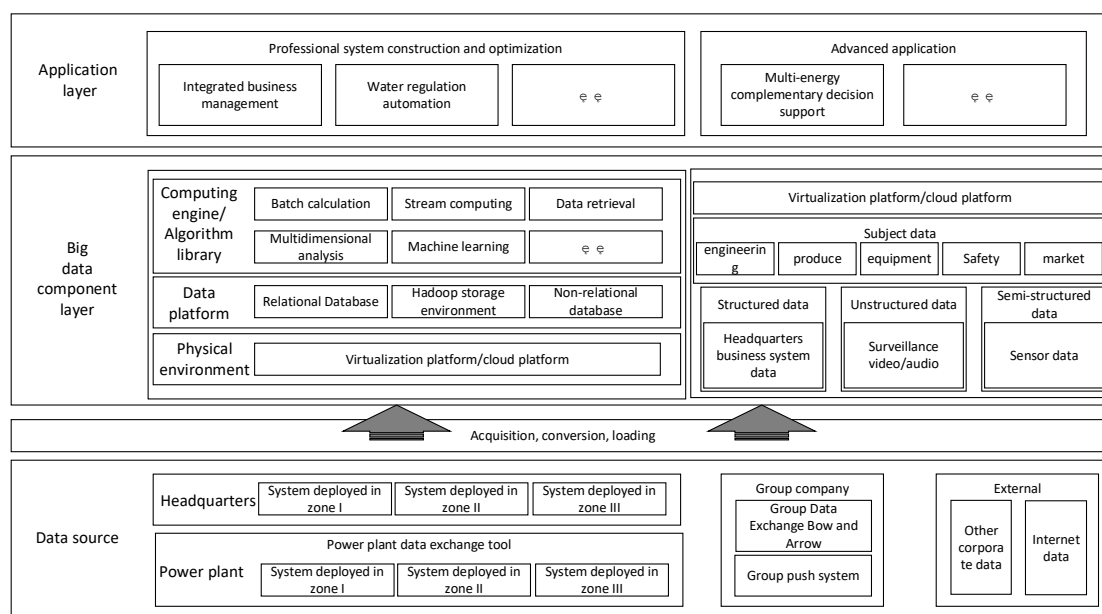 Application
layer
Professional system construction and optimization
Integrated business
management
Water regulation
automation
ę ę
Advanced application
Multi-energy
complementary decision
support
ę ę
Big
data
component
layer
Computing
engine/
Algorithm
library
Batch calculation
Stream computing
Data retrieval
Multidimensional
analysis
Machine learning
ę ę
Data
platform
Relational Database
Hadoop storage
environment
Non-relational
database
Physical
environment
Virtualization platform/cloud platform
Virtualization platform/cloud platform
Subject data
engineerin
g
produce
equipment
Safety
market
Structured data
Headquarters
business system
data
Unstructured data
Surveillance
video/audio
Semi-structured
data
Sensor data
Acquisition, conversion, loading
Data source
Headquarters
System deployed in
zone I
System deployed in
zone II
System deployed in
zone III
Power plant data exchange tool
Power plant
System deployed in
zone I
System deployed in
zone II
System deployed in
zone III
Group company
Group Data
Exchange Bow and
Arrow
Group push system
External
Other
corpora
te data
Internet
data